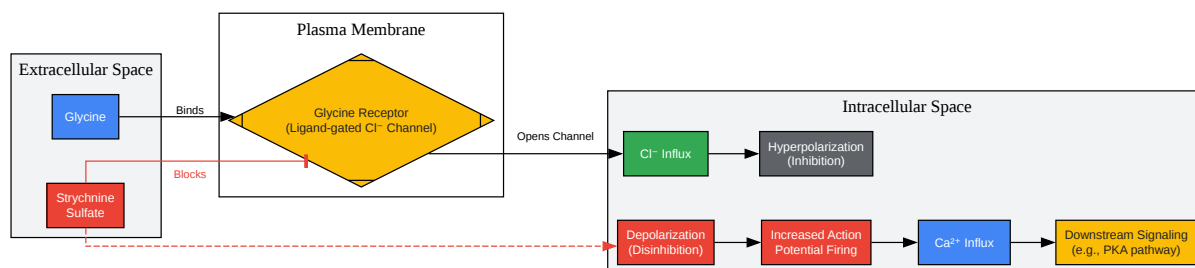 Plasma Membrane
Extracellular Space
Glycine
Binds
Glycine Receptor
(Ligand-gated Cl⁻ Channel)
Opens Channel
Blocks
Strychnine
Sulfate
Intracellular Space
Cl⁻ Influx
Hyperpolarization
(Inhibition)
Depolarization
(Disinhibition)
Increased Action
Potential Firing
Ca²⁺ Influx
Downstream Signaling
(e.g., PKA pathway)